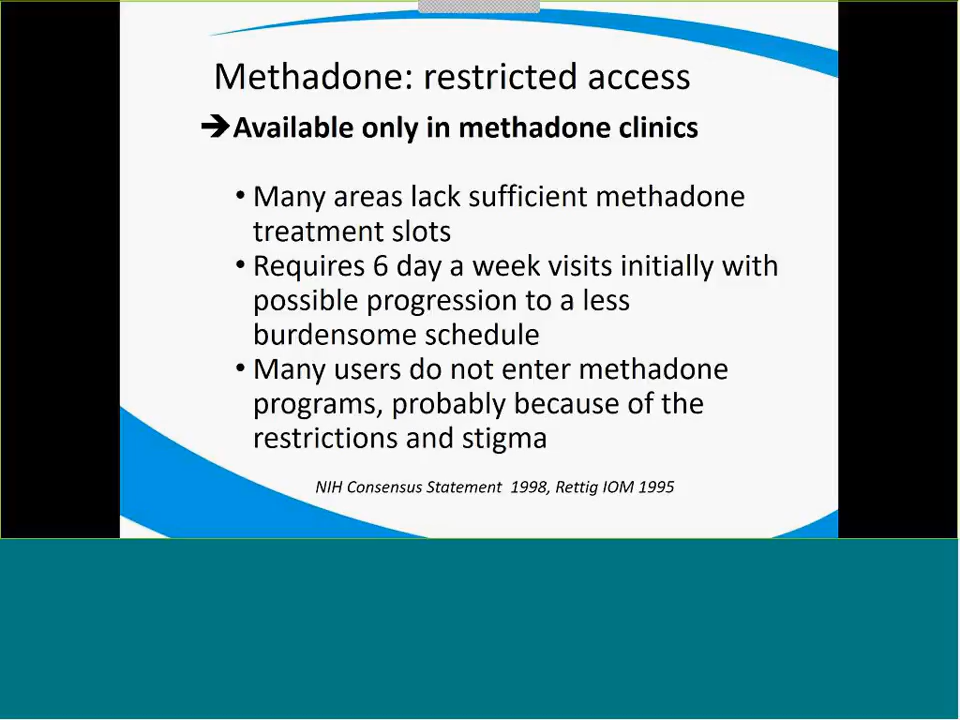 Methadone: restricted access
➔Available only in methadone clinics
• Many areas lack sufficient methadone
treatment slots
• Requires 6 day a week visits initially with
possible progression to a less
burdensome schedule
• Many users do not enter methadone
programs, probably because of the
restrictions and stigma
NIH Consensus Statement 1998, Rettig IOM 1995